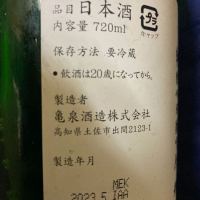 品目 日本酒
内容量 720ml
プラ
キャップ
保存方法 要冷蔵
・飲酒は20歳になってから。
製造者
亀泉酒造株式会社
高知県土佐市出間2123-1
製造年月
MEK
2023.5 IAA